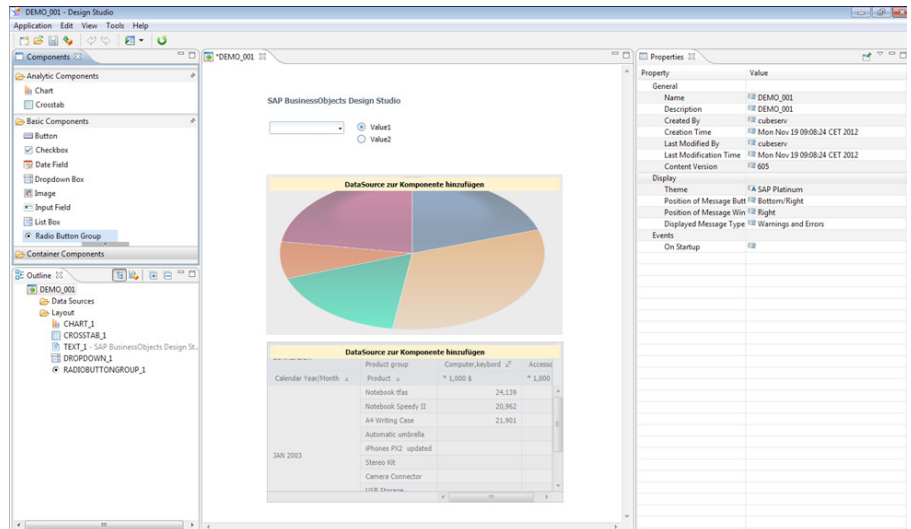 DEMO_001 - Design Studio
Application Edit View Tools Help
Components
Analytic Components
Chart
Crosstab
Basic Components
Button
Checkbox
Date Field
Dropdown Box
Image
Input Field
List Box
Radio Button Group
Container Components
Outline
DEMO_001
Data Sources
Layout
CHART_1
CROSSTAB_1
TEXT_1 - SAP BusinessObjects Design St...
DROPDOWN_1
RADIOBUTTONGROUP_1
*DEMO_001
SAP BusinessObjects Design Studio
Value1
Value2
DataSource zur Komponente hinzufügen
DataSource zur Komponente hinzufügen
Product group Computer,keybord Accessc
Calendar Year/Month Product * 1,000 $ * 1,000
Notebook tfas 24,139
Notebook Speedy II 20,962
A4 Writing Case 21,901
Automatic umbrella
iPhones PX2 updated
JAN 2003
Stereo Kit
Camera Connector
USB Storage
Properties
Property Value
General
Name DEMO_001
Description DEMO_001
Created By cubeserv
Creation Time Mon Nov 19 09:08:24 CET 2012
Last Modified By cubeserv
Last Modification Time Mon Nov 19 09:08:24 CET 2012
Content Version 605
Display
Theme SAP Platinum
Position of Message Butt Bottom/Right
Position of Message Win Right
Displayed Message Type Warnings and Errors
Events
On Startup